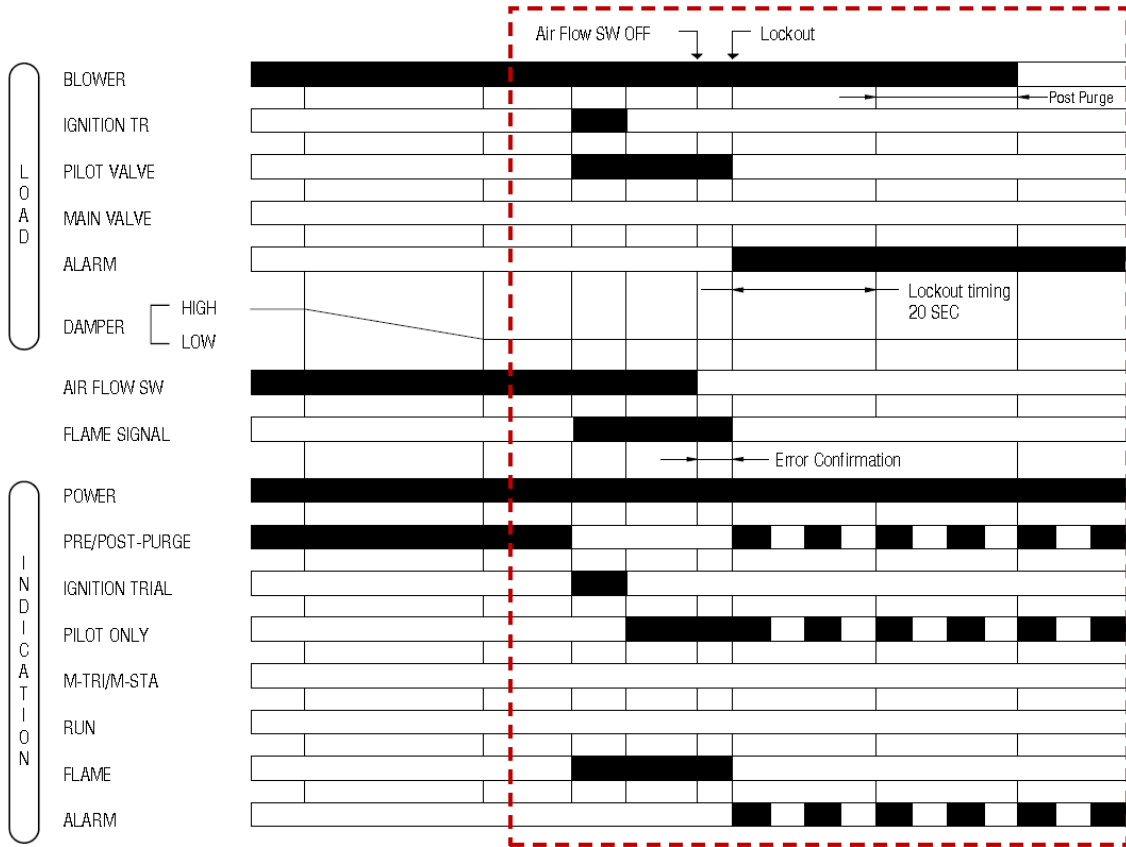 Air Flow SW OFF
Lockout
LOAD
BLOWER
Post Purge
IGNITION TR
PILOT VALVE
MAIN VALVE
ALARM
Lockout timing
20 SEC
DAMPER
HIGH
LOW
AIR FLOW SW
FLAME SIGNAL
Error Confirmation
INDICATION
POWER
PRE/POST-PURGE
IGNITION TRIAL
PILOT ONLY
M-TRI/M-STA
RUN
FLAME
ALARM